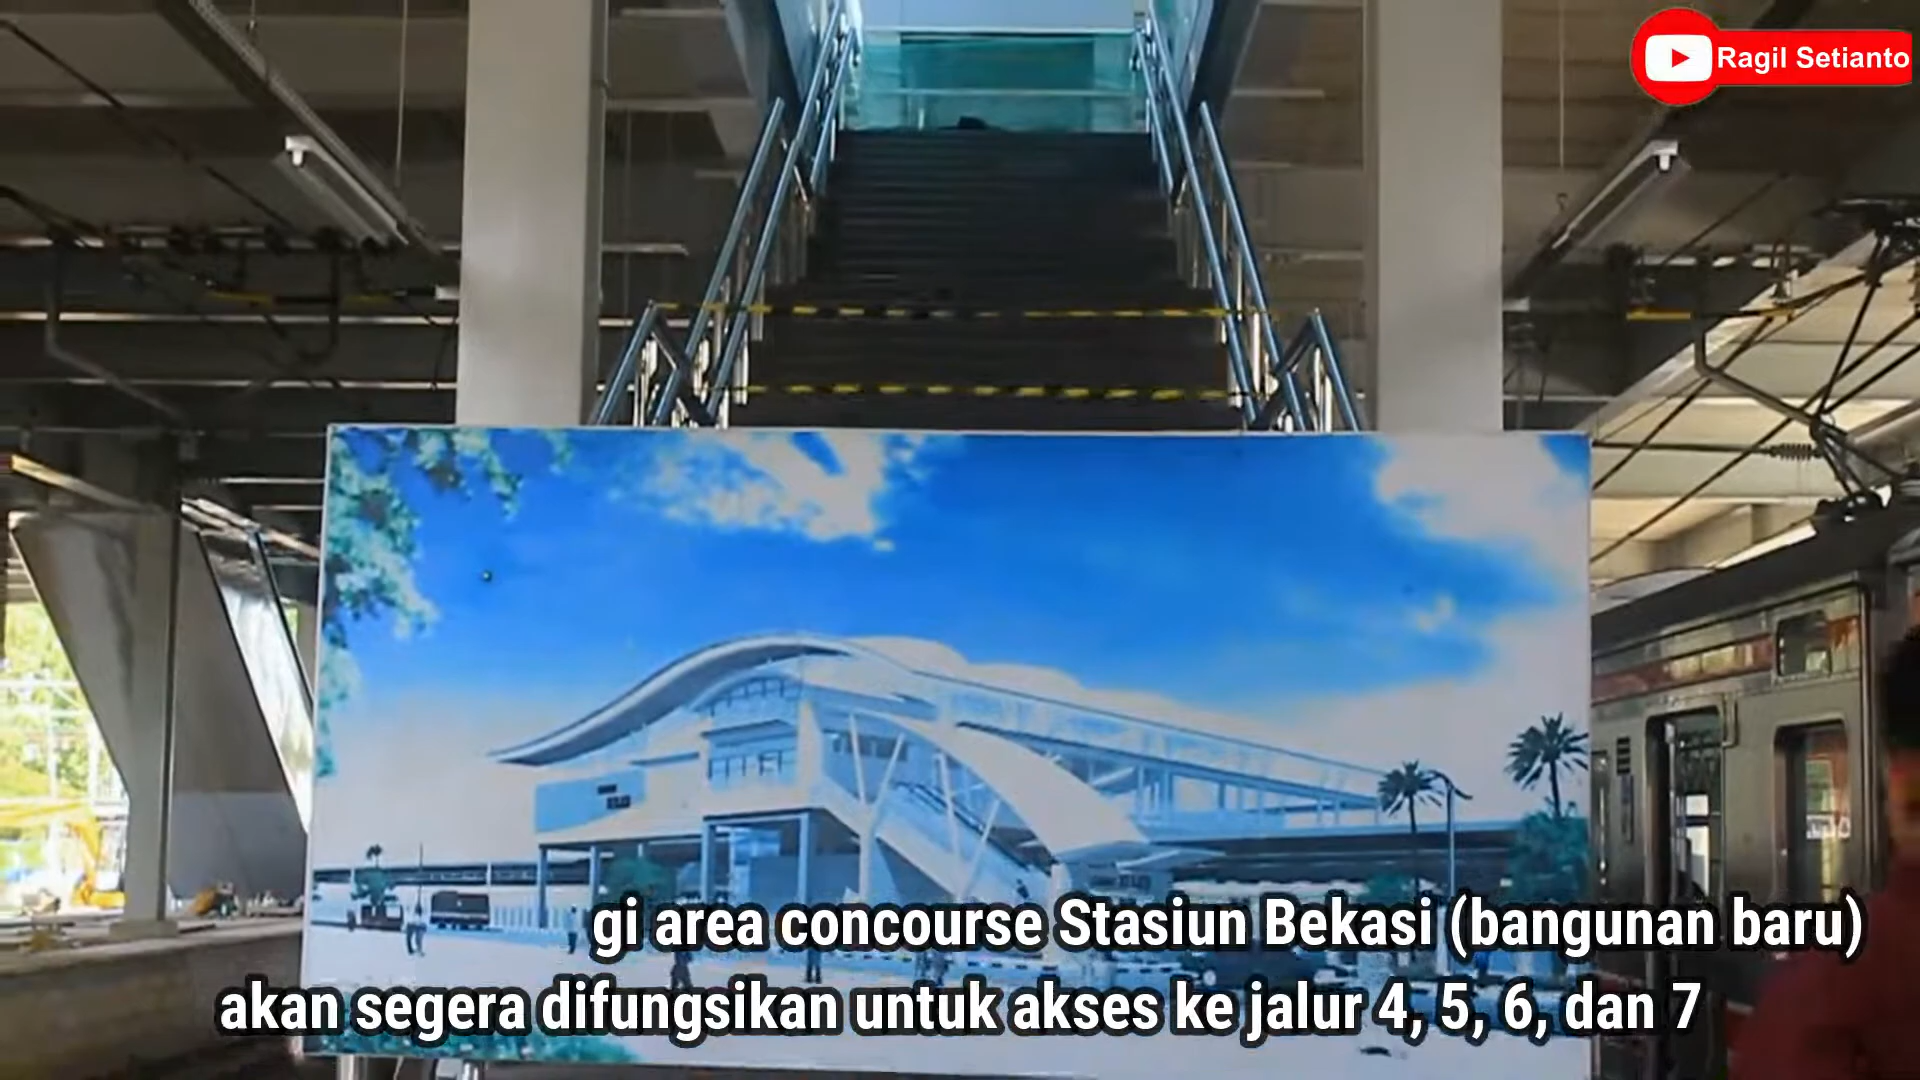 Ragil Setianto
gi area concourse Stasiun Bekasi (bangunan baru)
akan segera difungsikan untuk akses ke jalur 4, 5, 6, dan 7